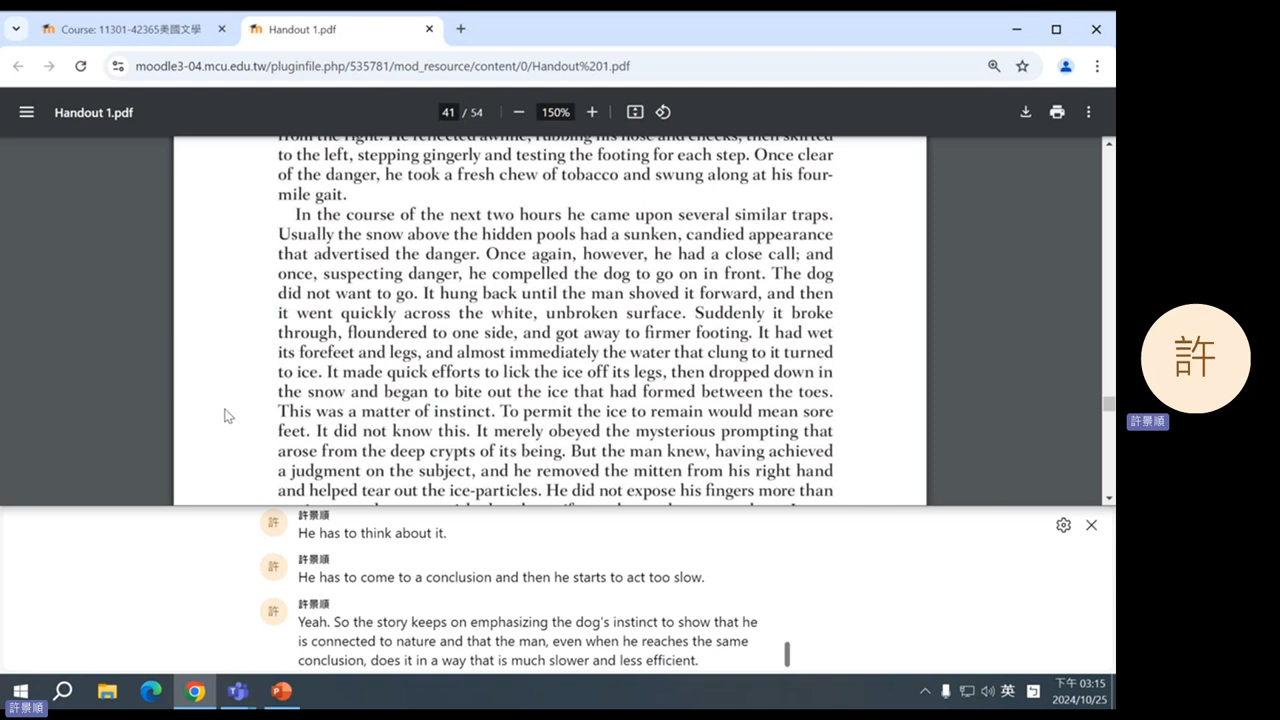 Course: 11301-42365美國文學
Handout 1.pdf
moodle3-04.mcu.edu.tw/pluginfile.php/535781/mod_resource/content/0/Handout%201.pdf
Handout 1.pdf
41 / 54
150%
from the right. He reflected awhile, rubbing his nose and cheeks, then skirted
to the left, stepping gingerly and testing the footing for each step. Once clear
of the danger, he took a fresh chew of tobacco and swung along at his four-
mile gait.
In the course of the next two hours he came upon several similar traps.
Usually the snow above the hidden pools had a sunken, candied appearance
that advertised the danger. Once again, however, he had a close call; and
once, suspecting danger, he compelled the dog to go on in front. The dog
did not want to go. It hung back until the man shoved it forward, and then
it went quickly across the white, unbroken surface. Suddenly it broke
through, floundered to one side, and got away to firmer footing. It had wet
its forefeet and legs, and almost immediately the water that clung to it turned
to ice. It made quick efforts to lick the ice off its legs, then dropped down in
the snow and began to bite out the ice that had formed between the toes.
This was a matter of instinct. To permit the ice to remain would mean sore
feet. It did not know this. It merely obeyed the mysterious prompting that
arose from the deep crypts of its being. But the man knew, having achieved
a judgment on the subject, and he removed the mitten from his right hand
and helped tear out the ice-particles. He did not expose his fingers more than
許
許景順
許
許景順
He has to think about it.
許
許景順
He has to come to a conclusion and then he starts to act too slow.
許
許景順
Yeah. So the story keeps on emphasizing the dog's instinct to show that he
is connected to nature and that the man, even when he reaches the same
conclusion, does it in a way that is much slower and less efficient.
英
下午 03:15
2024/10/25
許景順